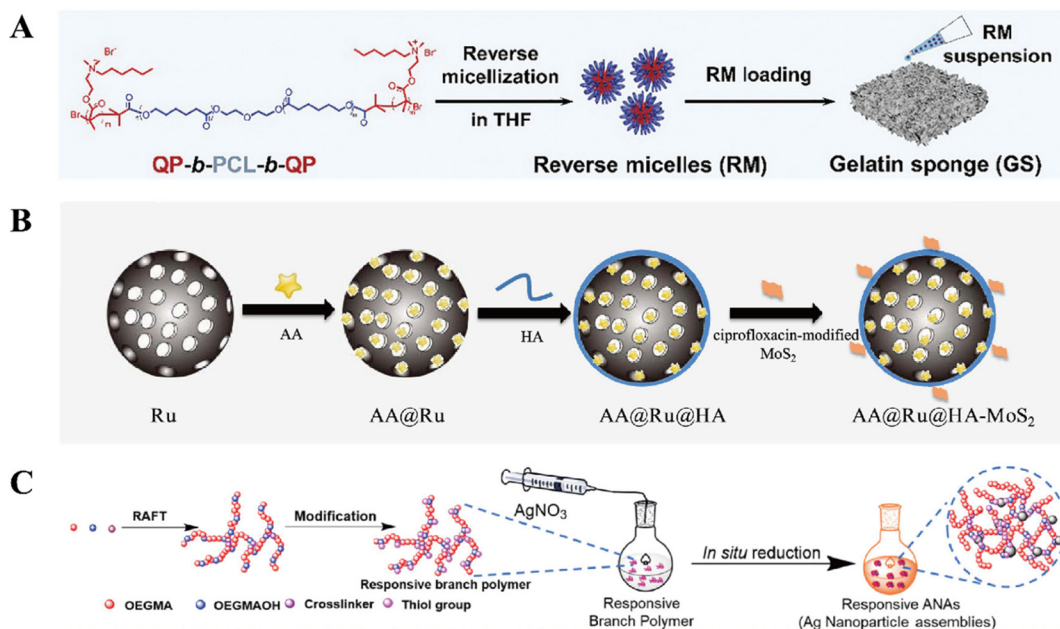 A
Br⁻
N⁺
Br⁻
N⁺
Reverse
micellization
in THF
RM loading
RM
suspension
QP-b-PCL-b-QP
Reverse micelles (RM)
Gelatin sponge (GS)
B
AA
HA
ciprofloxacin-modified
MoS₂
Ru
AA@Ru
AA@Ru@HA
AA@Ru@HA-MoS₂
C
RAFT
Modification
AgNO₃
In situ reduction
Responsive branch polymer
OEGMA
OEGMAOH
Crosslinker
Thiol group
Responsive
Branch Polymer
Responsive ANAs
(Ag Nanoparticle assemblies)